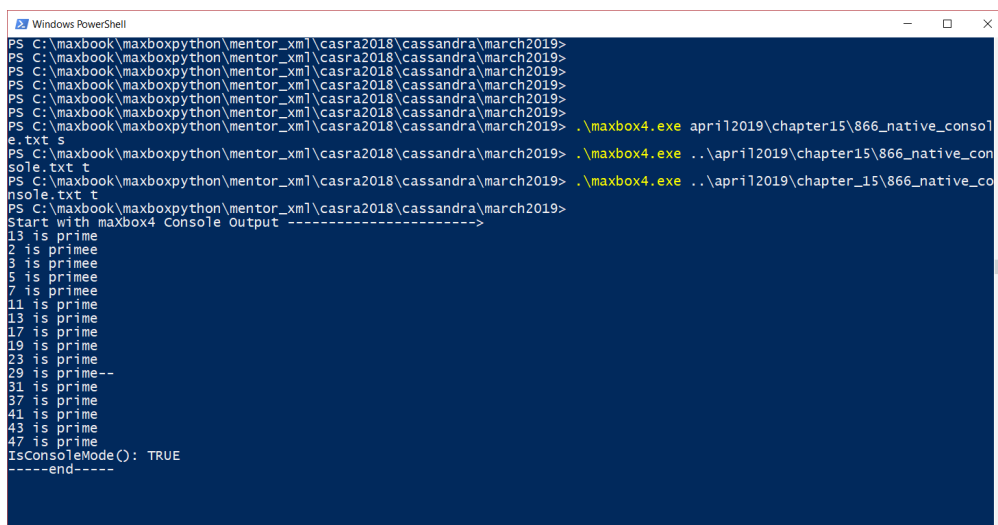 Windows PowerShell
PS C:\maxbook\maxboxpython\mentor_xml\casra2018\cassandra\march2019>
PS C:\maxbook\maxboxpython\mentor_xml\casra2018\cassandra\march2019>
PS C:\maxbook\maxboxpython\mentor_xml\casra2018\cassandra\march2019>
PS C:\maxbook\maxboxpython\mentor_xml\casra2018\cassandra\march2019>
PS C:\maxbook\maxboxpython\mentor_xml\casra2018\cassandra\march2019>
PS C:\maxbook\maxboxpython\mentor_xml\casra2018\cassandra\march2019>
PS C:\maxbook\maxboxpython\mentor_xml\casra2018\cassandra\march2019> .\maxbox4.exe april2019\chapter15\866_native_consol
e.txt s
PS C:\maxbook\maxboxpython\mentor_xml\casra2018\cassandra\march2019> .\maxbox4.exe ..\april2019\chapter15\866_native_con
sole.txt t
PS C:\maxbook\maxboxpython\mentor_xml\casra2018\cassandra\march2019> .\maxbox4.exe ..\april2019\chapter_15\866_native_co
nsole.txt t
PS C:\maxbook\maxboxpython\mentor_xml\casra2018\cassandra\march2019>
Start with maXbox4 Console Output ------------------------>
13 is prime
2 is primee
3 is primee
5 is primee
7 is primee
11 is prime
13 is prime
17 is prime
19 is prime
23 is prime
29 is prime--
31 is prime
37 is prime
41 is prime
43 is prime
47 is prime
IsConsoleMode(): TRUE
-----end-----